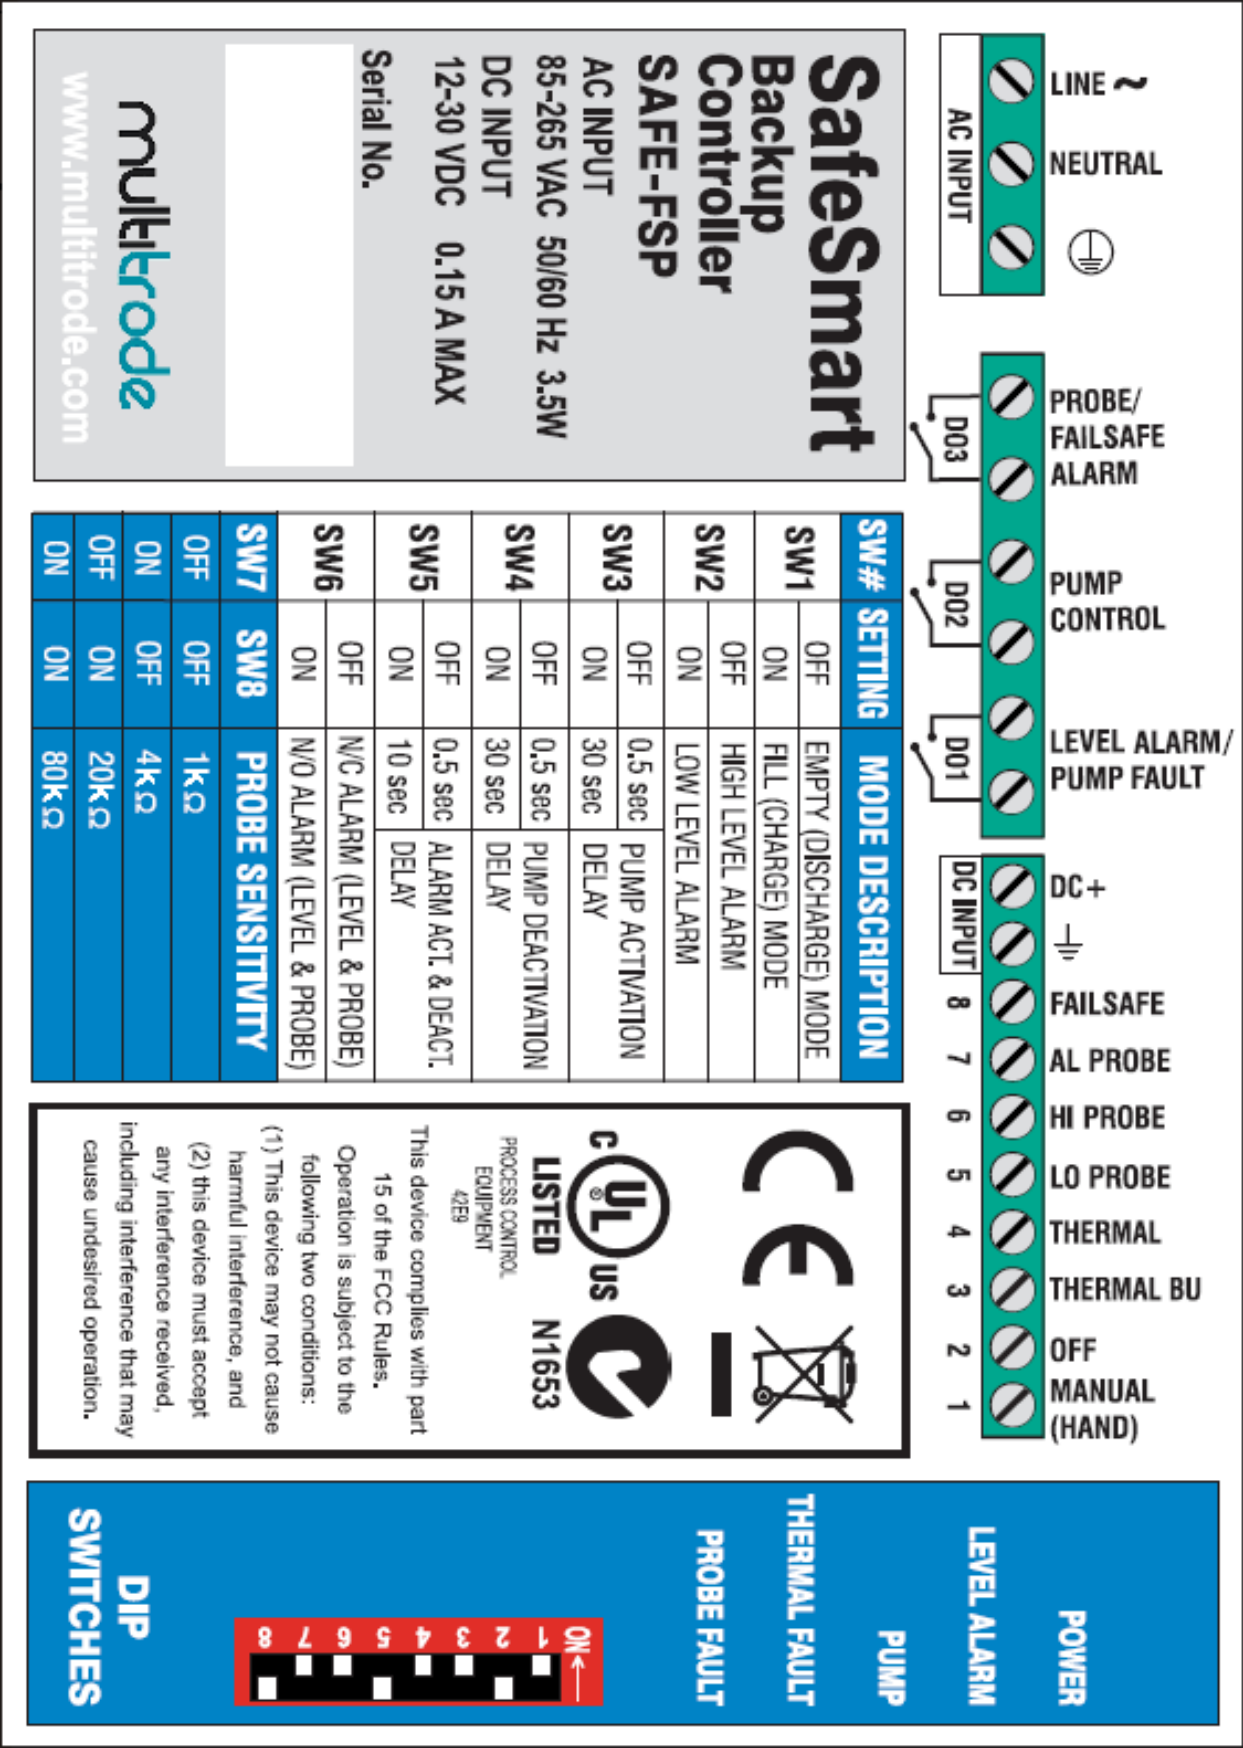 SafeSmart
Backup
Controller
SAFE-FSP
AC INPUT
85-265 VAC 50/60 Hz 3.5W
DC INPUT
12-30 VDC 0.15 A MAX
Serial No.
multitrode
www.multitrode.com
AC INPUT
LINE ~
NEUTRAL
DO3
PROBE/
FAILSAFE
ALARM
DO2
PUMP
CONTROL
DO1
LEVEL ALARM/
PUMP FAULT
DC INPUT
DC+
8 FAILSAFE
7 AL PROBE
6 HI PROBE
5 LO PROBE
4 THERMAL
3 THERMAL BU
2 OFF
1 MANUAL
(HAND)
SW# SETTING MODE DESCRIPTION
SW1 OFF EMPTY (DISCHARGE) MODE
ON FILL (CHARGE) MODE
SW2 OFF HIGH LEVEL ALARM
ON LOW LEVEL ALARM
SW3 OFF 0.5 sec PUMP ACTIVATION
ON 30 sec DELAY
SW4 OFF 0.5 sec PUMP DEACTIVATION
ON 30 sec DELAY
SW5 OFF 0.5 sec ALARM ACT. & DEACT.
ON 10 sec DELAY
SW6 OFF N/C ALARM (LEVEL & PROBE)
ON N/O ALARM (LEVEL & PROBE)
SW7 SW8 PROBE SENSITIVITY
OFF OFF 1kΩ
ON OFF 4kΩ
OFF ON 20kΩ
ON ON 80kΩ
CE
C UL ® US
LISTED
N1653
PROCESS CONTROL
EQUIPMENT
42E9
This device complies with part
15 of the FCC Rules.
Operation is subject to the
following two conditions:
(1) This device may not cause
harmful interference, and
(2) this device must accept
any interference received,
including interference that may
cause undesired operation.
POWER
LEVEL ALARM
PUMP
THERMAL FAULT
PROBE FAULT
ON
1 2 3 4 5 6 7 8
DIP
SWITCHES